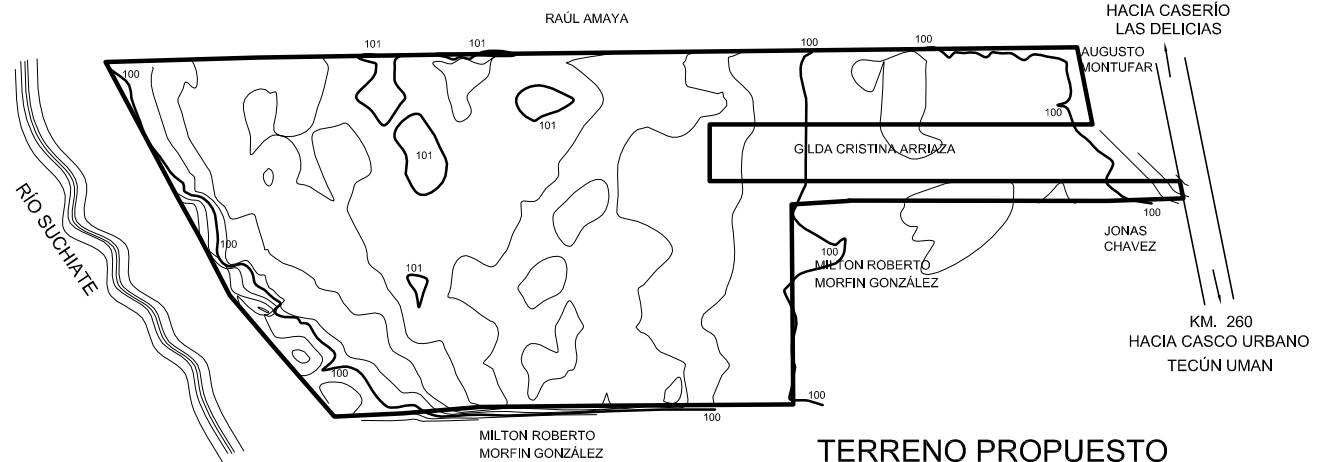 HACIA CASERÍO
LAS DELICIAS
RAÚL AMAYA
101
101
100
100
AUGUSTO
MONTUFAR
100
100
101
101
GILDA CRISTINA ARRIAZA
RÍO SUCHIATE
100
100
JONAS
CHAVEZ
100
MILTON ROBERTO
MORFIN GONZÁLEZ
101
KM. 260
HACIA CASCO URBANO
TECÚN UMAN
100
100
100
MILTON ROBERTO
MORFIN GONZÁLEZ
TERRENO PROPUESTO